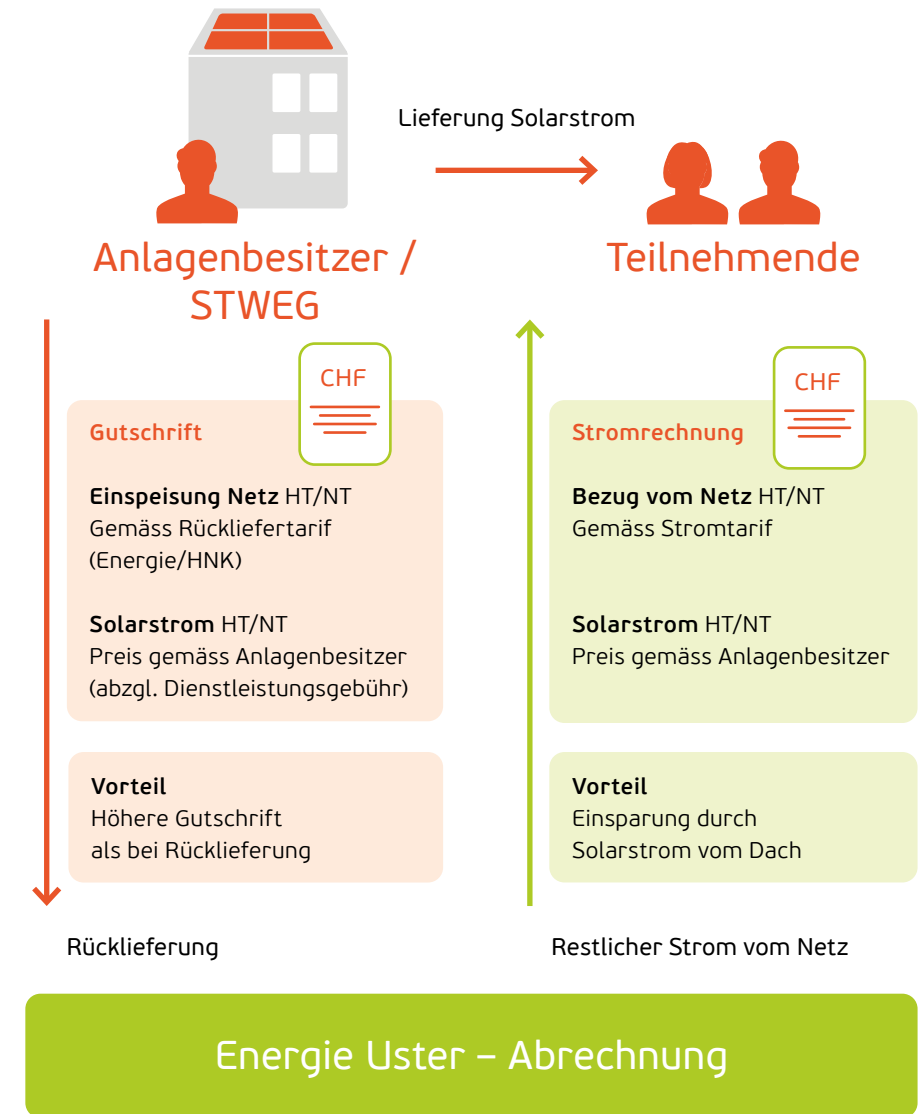 Lieferung Solarstrom
Anlagenbesitzer /
STWEG
Teilnehmende
CHF
Gutschrift
Einspeisung Netz HT/NT
Gemäss Rückliefertarif
(Energie/HNK)
Solarstrom HT/NT
Preis gemäss Anlagenbesitzer
(abzgl. Dienstleistungsgebühr)
Vorteil
Höhere Gutschrift
als bei Rücklieferung
Rücklieferung
CHF
Stromrechnung
Bezug vom Netz HT/NT
Gemäss Stromtarif
Solarstrom HT/NT
Preis gemäss Anlagenbesitzer
Vorteil
Einsparung durch
Solarstrom vom Dach
Restlicher Strom vom Netz
Energie Uster – Abrechnung